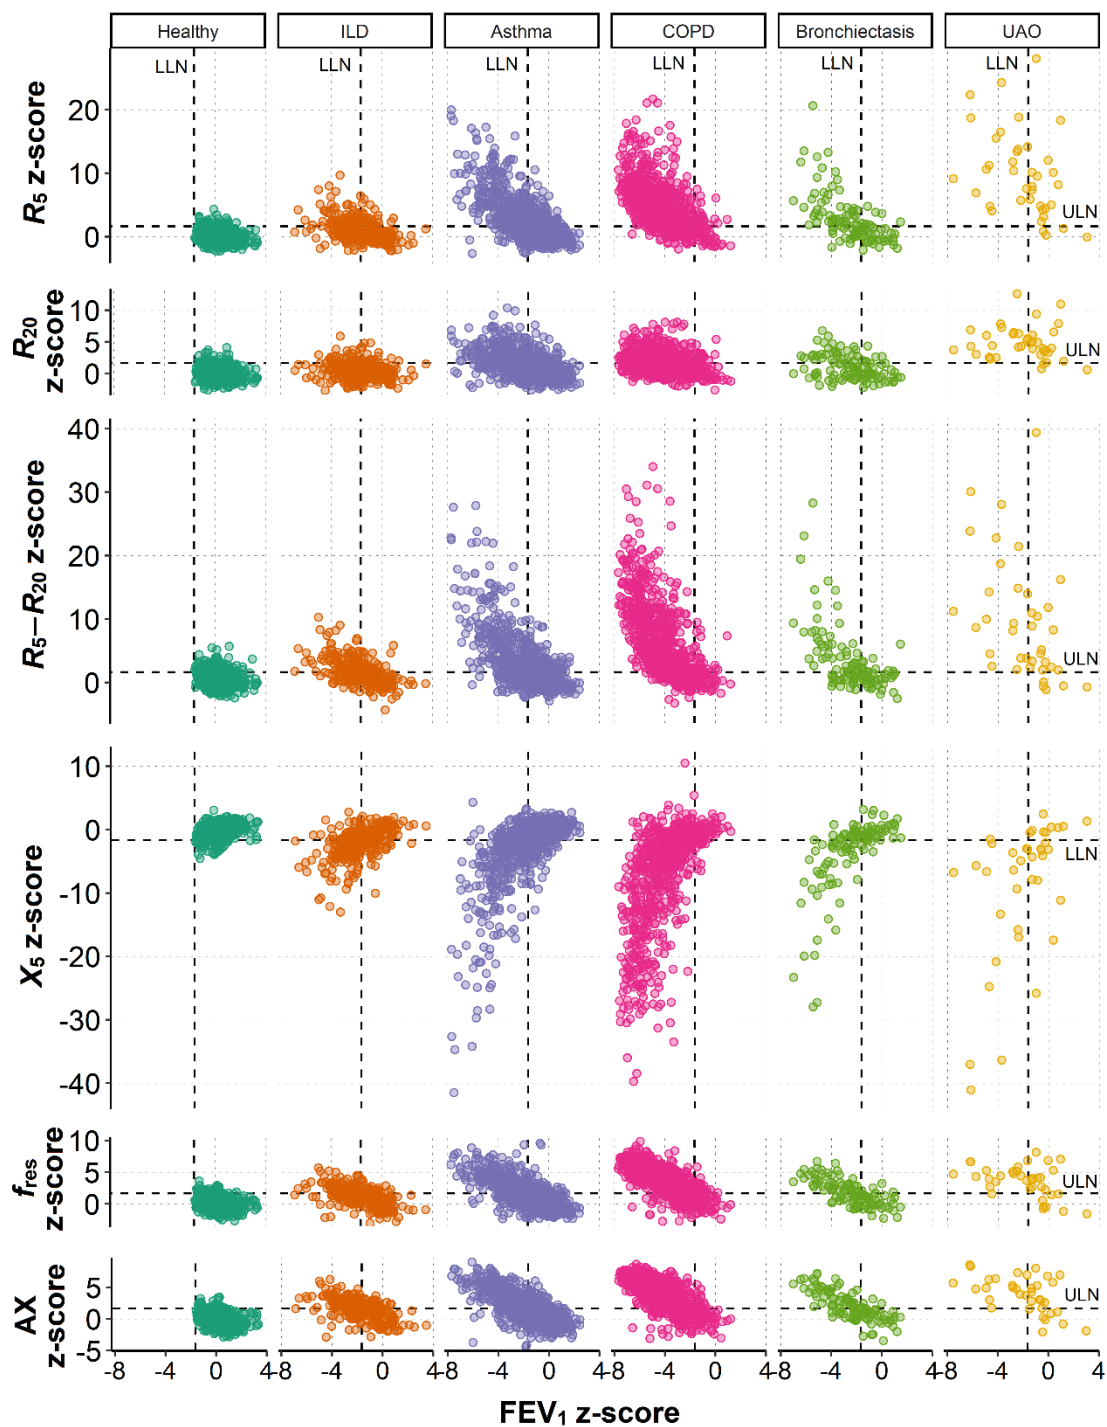 Healthy ILD Asthma COPD Bronchiectasis UAO
LLN LLN LLN LLN LLN LLN
R5 z-score
20
10
0
ULN
R20
z-score
10
5
0
ULN
R5–R20 z-score
40
30
20
10
0
ULN
X5 z-score
10
0
-10
-20
-30
-40
LLN
fres
z-score
10
5
0
ULN
AX
z-score
5
0
-5
ULN
-8 -4 0 4 -8 -4 0 4 -8 -4 0 4 -8 -4 0 4 -8 -4 0 4 -8 -4 0 4
FEV1 z-score